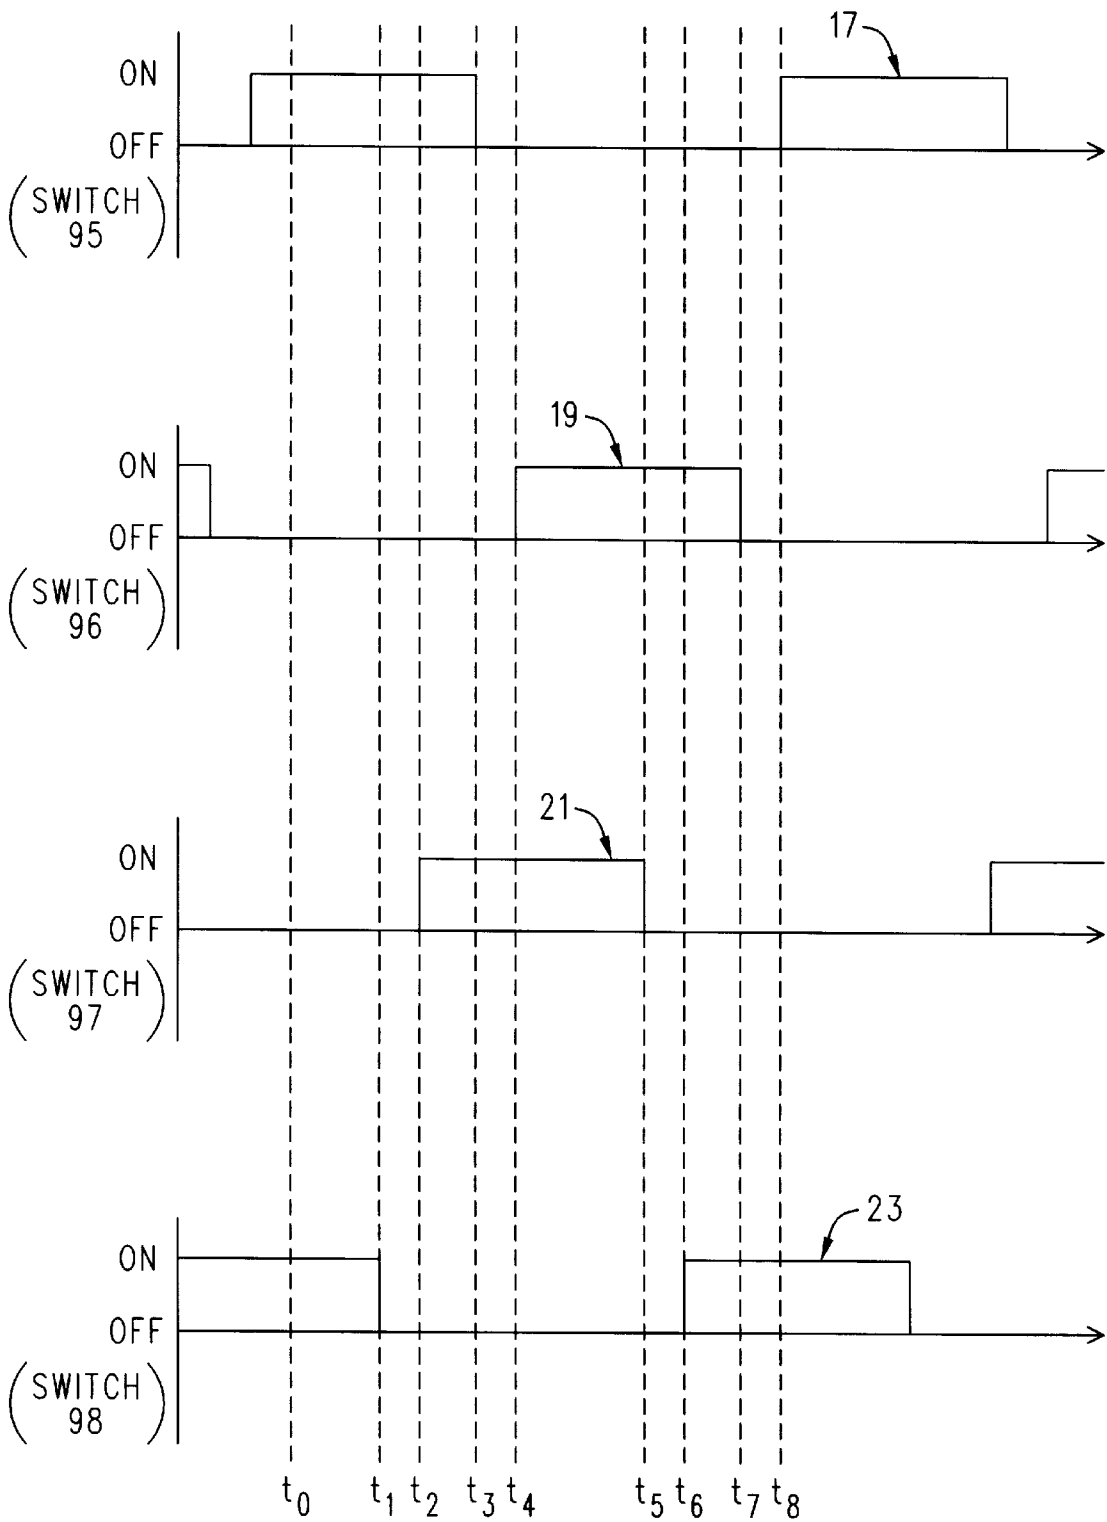 17
ON
OFF
(SWITCH
95)
19
ON
OFF
(SWITCH
96)
21
ON
OFF
(SWITCH
97)
23
ON
OFF
(SWITCH
98)
t0 t1 t2 t3 t4 t5 t6 t7 t8